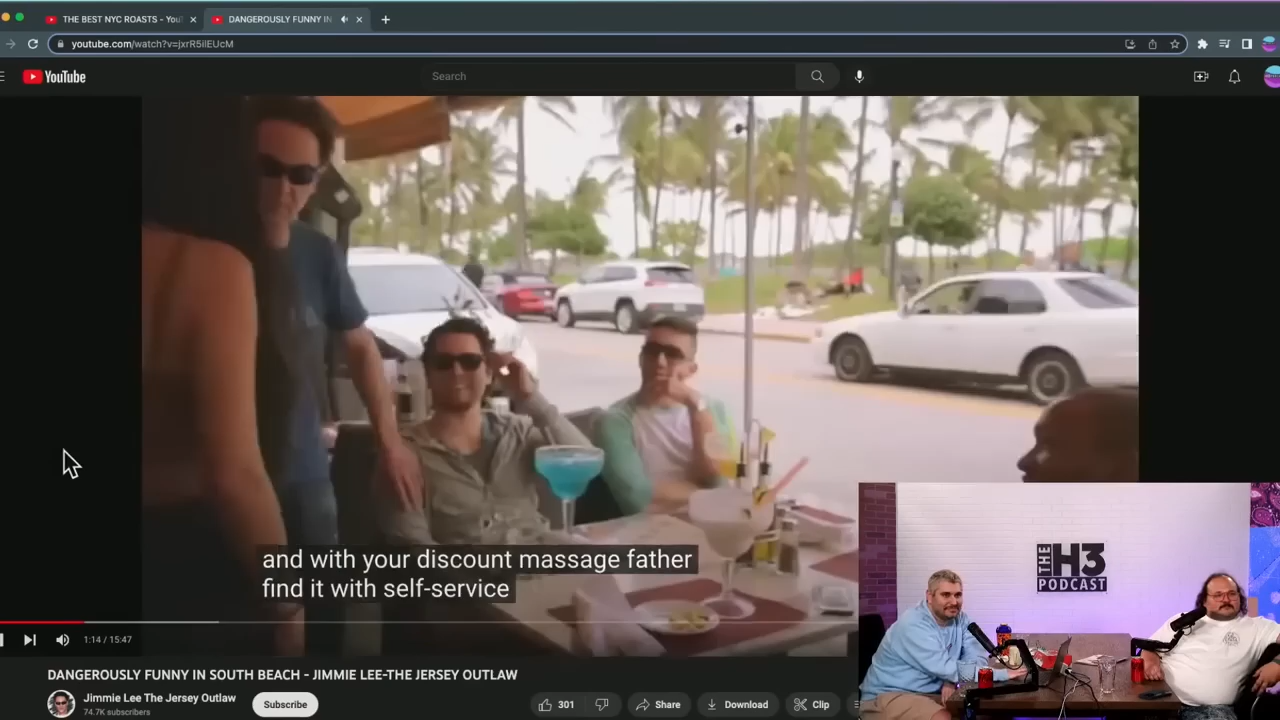 THE BEST NYC ROASTS - YouT
DANGEROUSLY FUNNY IN
youtube.com/watch?v=jxrR5ilEUcM
YouTube
Search
and with your discount massage father
find it with self-service
THE H3
PODCAST
1:14 / 15:47
DANGEROUSLY FUNNY IN SOUTH BEACH - JIMMIE LEE-THE JERSEY OUTLAW
Jimmie Lee The Jersey Outlaw
74.7K subscribers
Subscribe
301
Share
Download
Clip